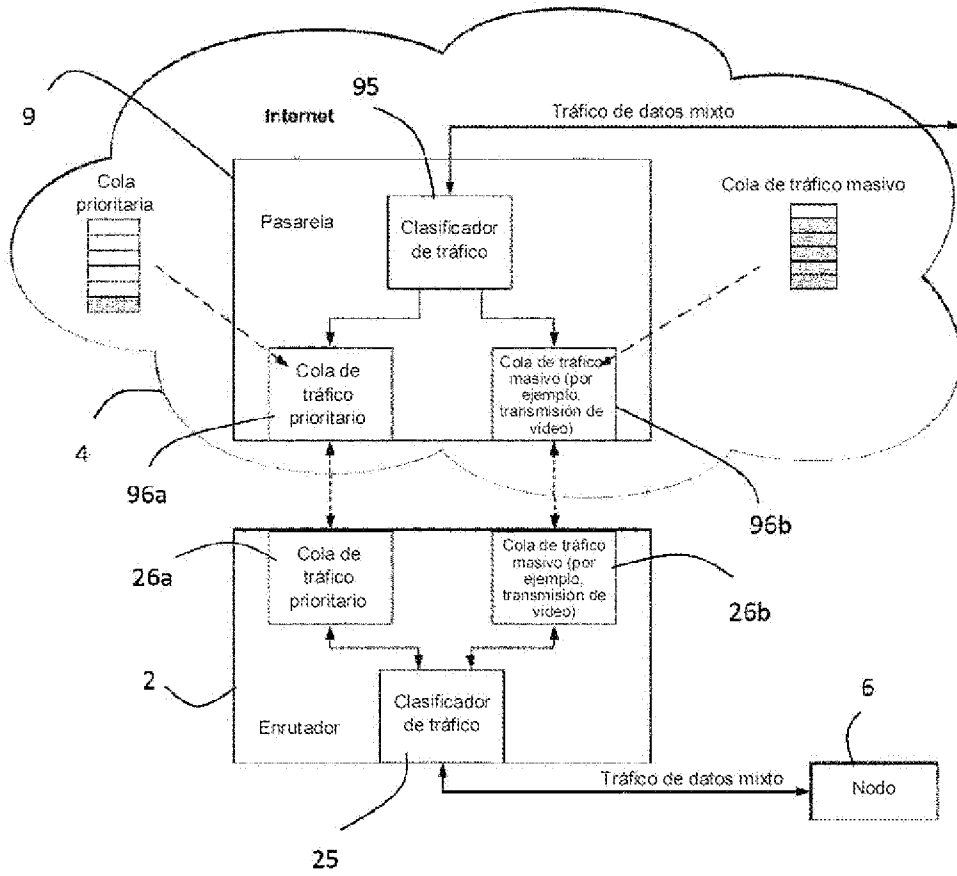 95
9
Internet
Tráfico de datos mixto
Cola
prioritaria
Cola de tráfico masivo
Pasarela
Clasificador
de tráfico
Cola de
tráfico
prioritario
Cola de tráfico
masivo (por
ejemplo,
transmisión de
vídeo)
4
96a
96b
26a
Cola de
tráfico
prioritario
Cola de tráfico
masivo (por
ejemplo,
transmisión de
vídeo)
26b
2
Enrutador
Clasificador
de tráfico
6
Tráfico de datos mixto
Nodo
25